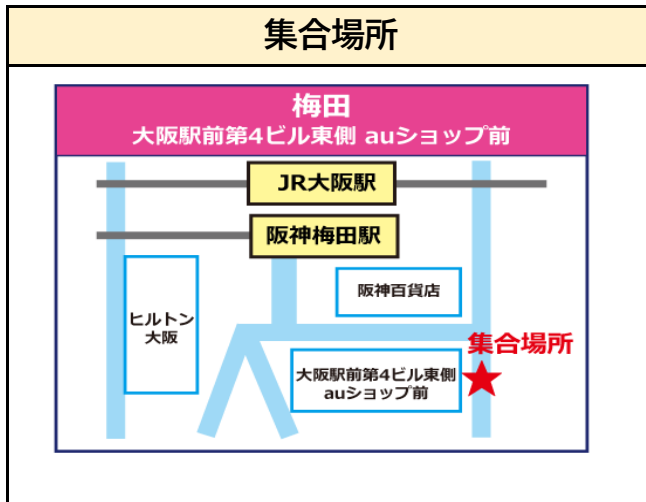 集合場所
梅田
大阪駅前第4ビル東側 auショップ前
JR大阪駅
阪神梅田駅
阪神百貨店
ヒルトン
大阪
集合場所
大阪駅前第4ビル東側
auショップ前